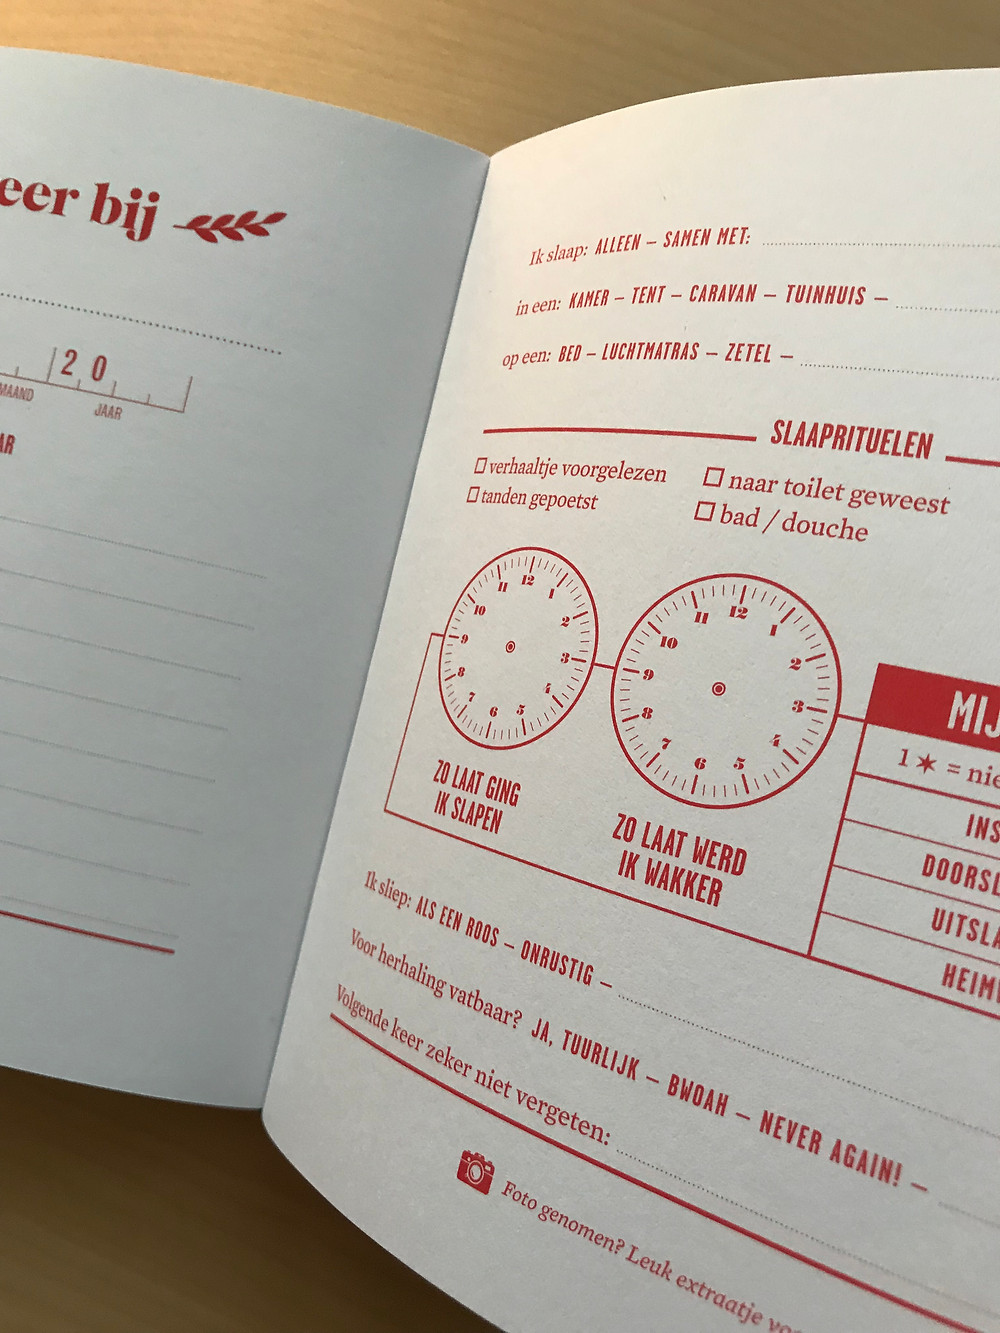 eer bij
20
MAAND JAAR
AR
Ik slaap: ALLEEN – SAMEN MET:
in een: KAMER – TENT – CARAVAN – TUINHUIS –
op een: BED – LUCHTMATRAS – ZETEL –
SLAAPRITUELEN
verhaaltje voorgelezen
naar toilet geweest
tanden gepoetst
bad / douche
12 1 2 3 4 5 6 7 8 9 10 11
12 1 2 3 4 5 6 7 8 9 10 11
ZO LAAT GING
IK SLAPEN
ZO LAAT WERD
IK WAKKER
MIJ
1 ✶ = nie
INS
DOORSL
UITSLA
HEIMW
Ik sliep: ALS EEN ROOS – ONRUSTIG –
Voor herhaling vatbaar? JA, TUURLIJK – BWOAH – NEVER AGAIN! –
Volgende keer zeker niet vergeten:
Foto genomen? Leuk extraatje voo